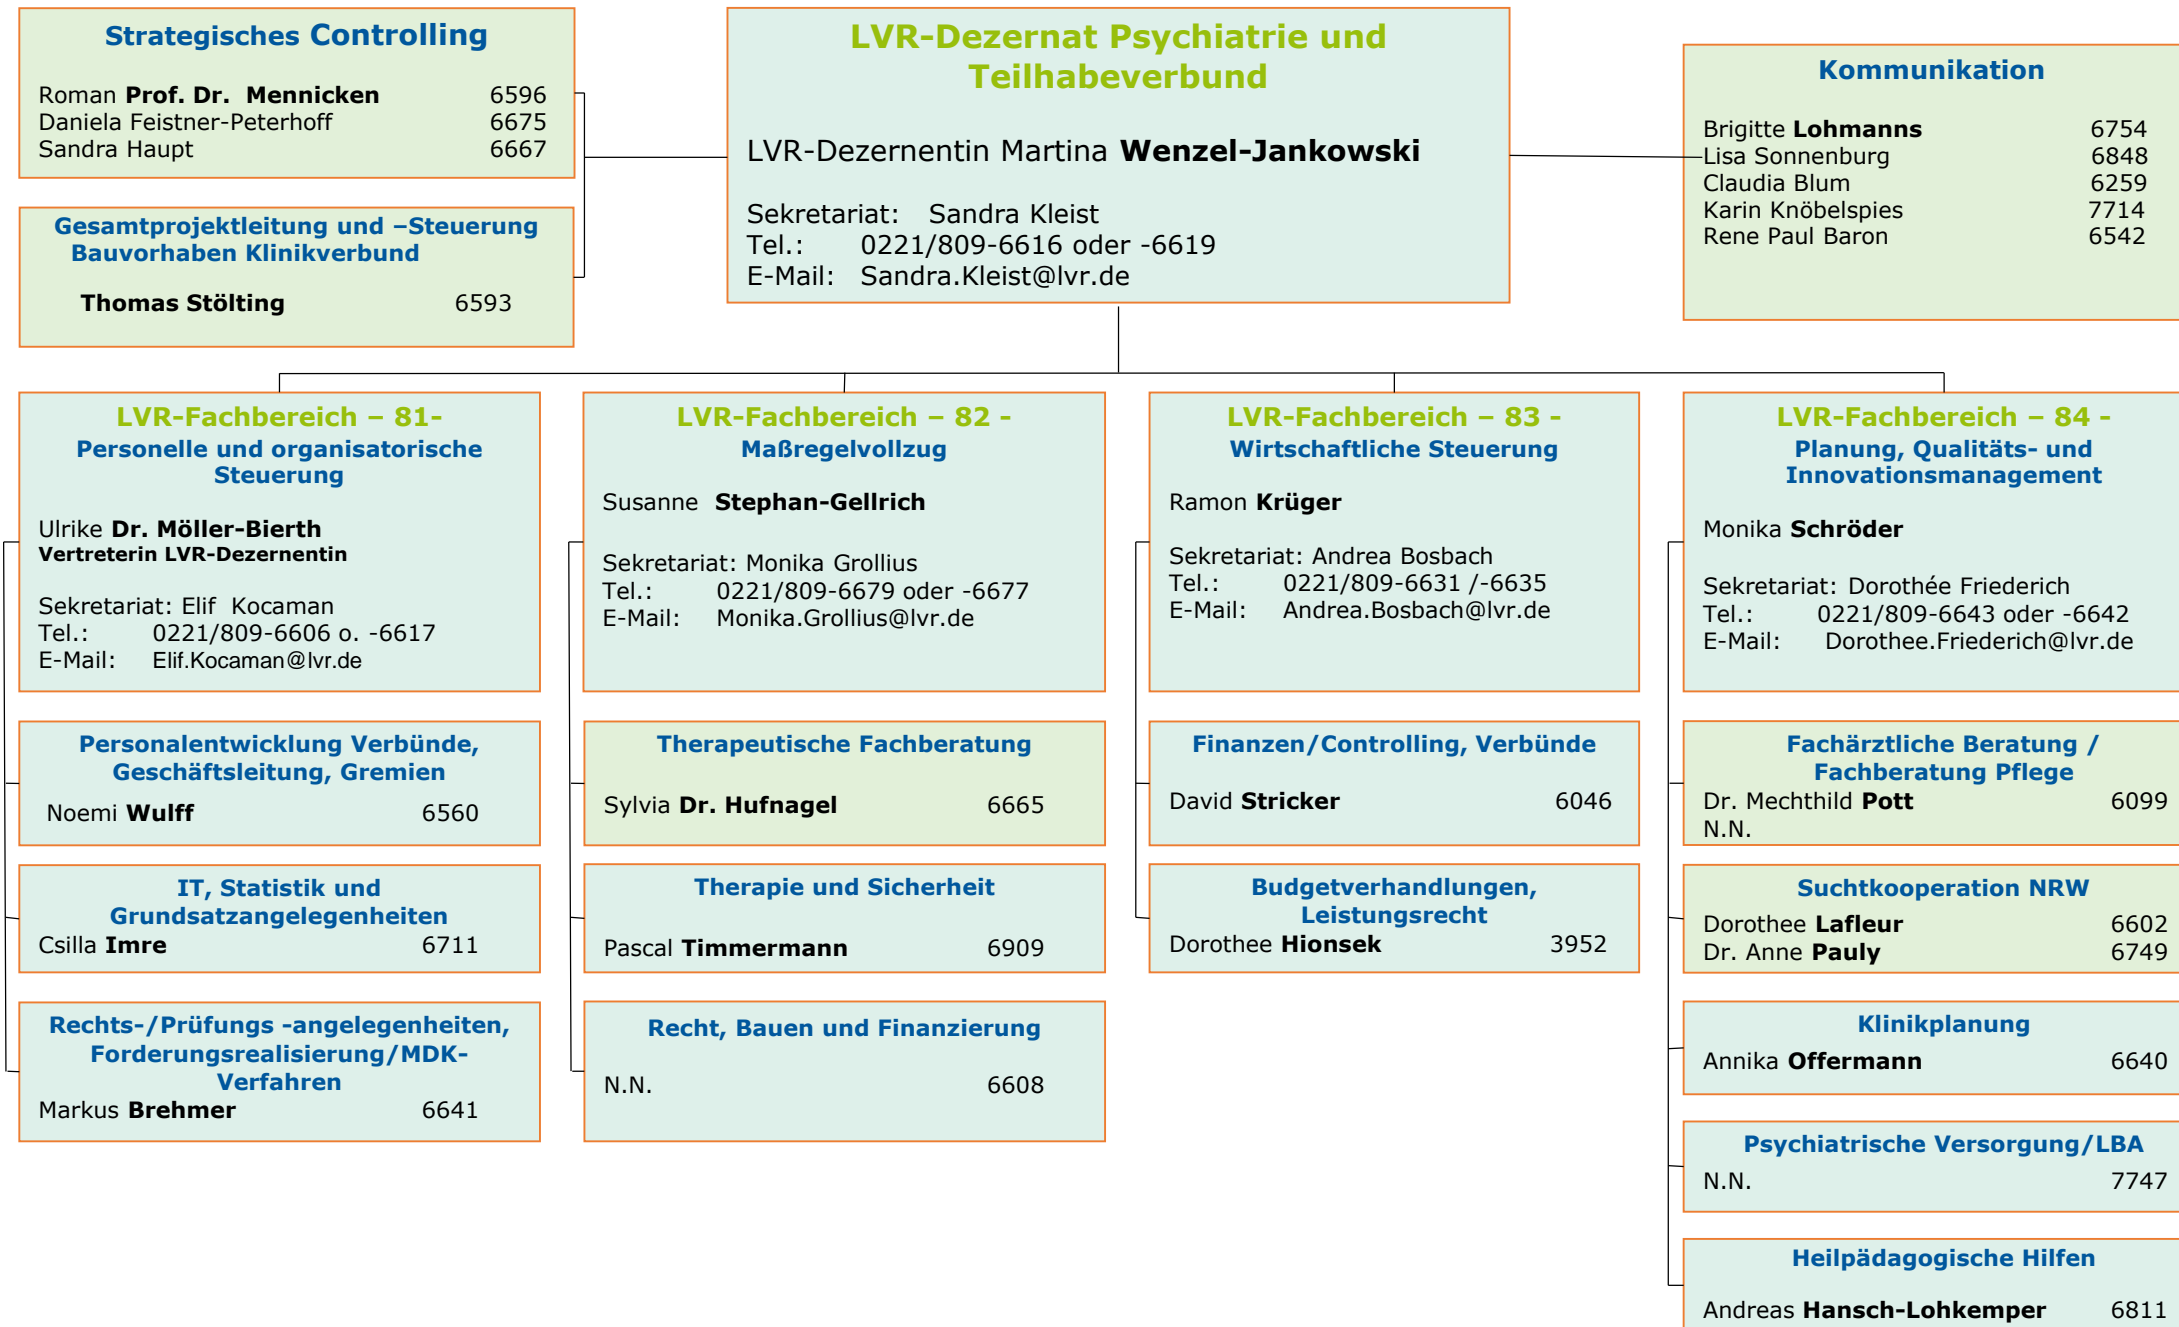 Strategisches Controlling
Roman Prof. Dr. Mennicken 6596
Daniela Feistner-Peterhoff 6675
Sandra Haupt 6667
Gesamtprojektleitung und –Steuerung
Bauvorhaben Klinikverbund
Thomas Stölting 6593
LVR-Dezernat Psychiatrie und
Teilhabeverbund
LVR-Dezernentin Martina Wenzel-Jankowski
Sekretariat: Sandra Kleist
Tel.: 0221/809-6616 oder -6619
E-Mail: Sandra.Kleist@lvr.de
Kommunikation
Brigitte Lohmanns 6754
Lisa Sonnenburg 6848
Claudia Blum 6259
Karin Knöbelspies 7714
Rene Paul Baron 6542
LVR-Fachbereich – 81-
Personelle und organisatorische
Steuerung
Ulrike Dr. Möller-Bierth
Vertreterin LVR-Dezernentin
Sekretariat: Elif Kocaman
Tel.: 0221/809-6606 o. -6617
E-Mail: Elif.Kocaman@lvr.de
Personalentwicklung Verbünde,
Geschäftsleitung, Gremien
Noemi Wulff 6560
IT, Statistik und
Grundsatzangelegenheiten
Csilla Imre 6711
Rechts-/Prüfungs -angelegenheiten,
Forderungsrealisierung/MDK-
Verfahren
Markus Brehmer 6641
LVR-Fachbereich – 82 -
Maßregelvollzug
Susanne Stephan-Gellrich
Sekretariat: Monika Grollius
Tel.: 0221/809-6679 oder -6677
E-Mail: Monika.Grollius@lvr.de
Therapeutische Fachberatung
Sylvia Dr. Hufnagel 6665
Therapie und Sicherheit
Pascal Timmermann 6909
Recht, Bauen und Finanzierung
N.N. 6608
LVR-Fachbereich – 83 -
Wirtschaftliche Steuerung
Ramon Krüger
Sekretariat: Andrea Bosbach
Tel.: 0221/809-6631 /-6635
E-Mail: Andrea.Bosbach@lvr.de
Finanzen/Controlling, Verbünde
David Stricker 6046
Budgetverhandlungen,
Leistungsrecht
Dorothee Hionsek 3952
LVR-Fachbereich – 84 -
Planung, Qualitäts- und
Innovationsmanagement
Monika Schröder
Sekretariat: Dorothée Friederich
Tel.: 0221/809-6643 oder -6642
E-Mail: Dorothee.Friederich@lvr.de
Fachärztliche Beratung /
Fachberatung Pflege
Dr. Mechthild Pott 6099
N.N.
Suchtkooperation NRW
Dorothee Lafleur 6602
Dr. Anne Pauly 6749
Klinikplanung
Annika Offermann 6640
Psychiatrische Versorgung/LBA
N.N. 7747
Heilpädagogische Hilfen
Andreas Hansch-Lohkemper 6811